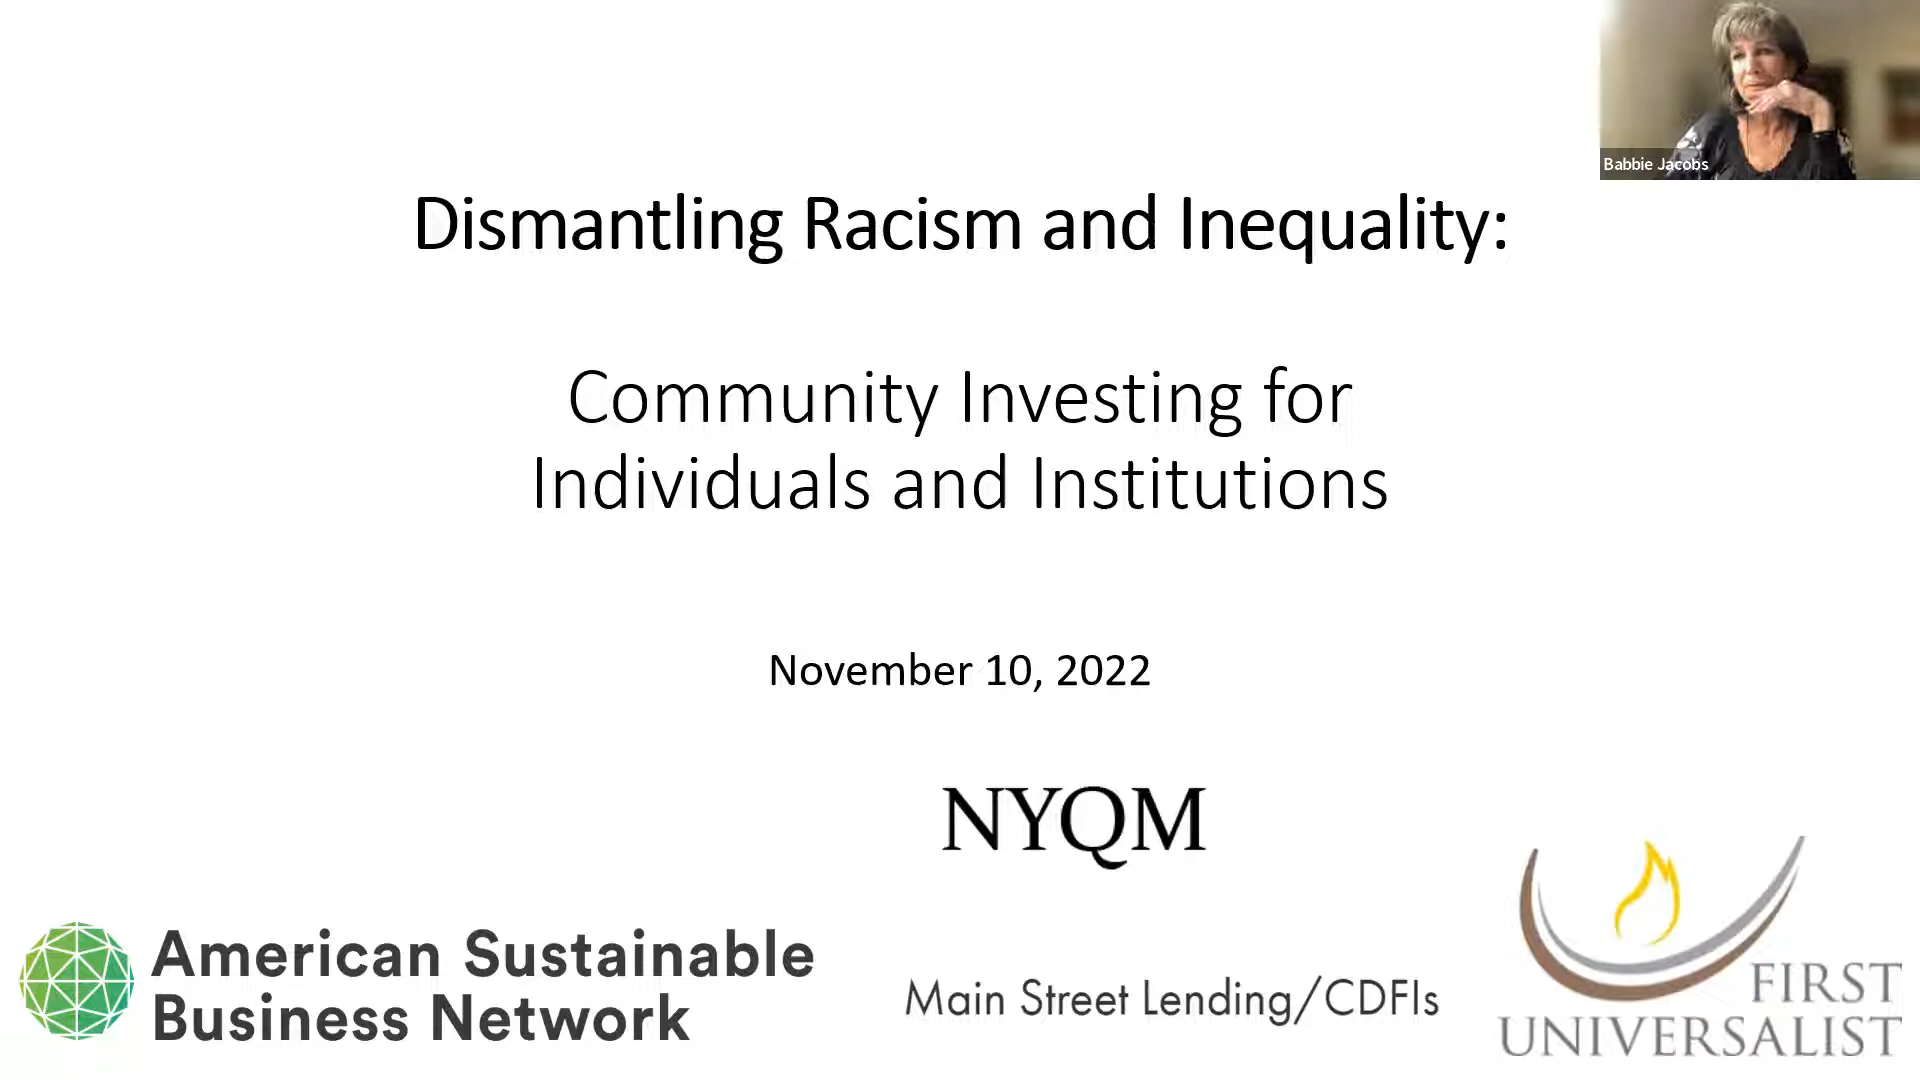 Babbie Jacobs
Dismantling Racism and Inequality:
Community Investing for
Individuals and Institutions
November 10, 2022
NYQM
American Sustainable
Business Network
Main Street Lending/CDFIs
FIRST
UNIVERSALIST